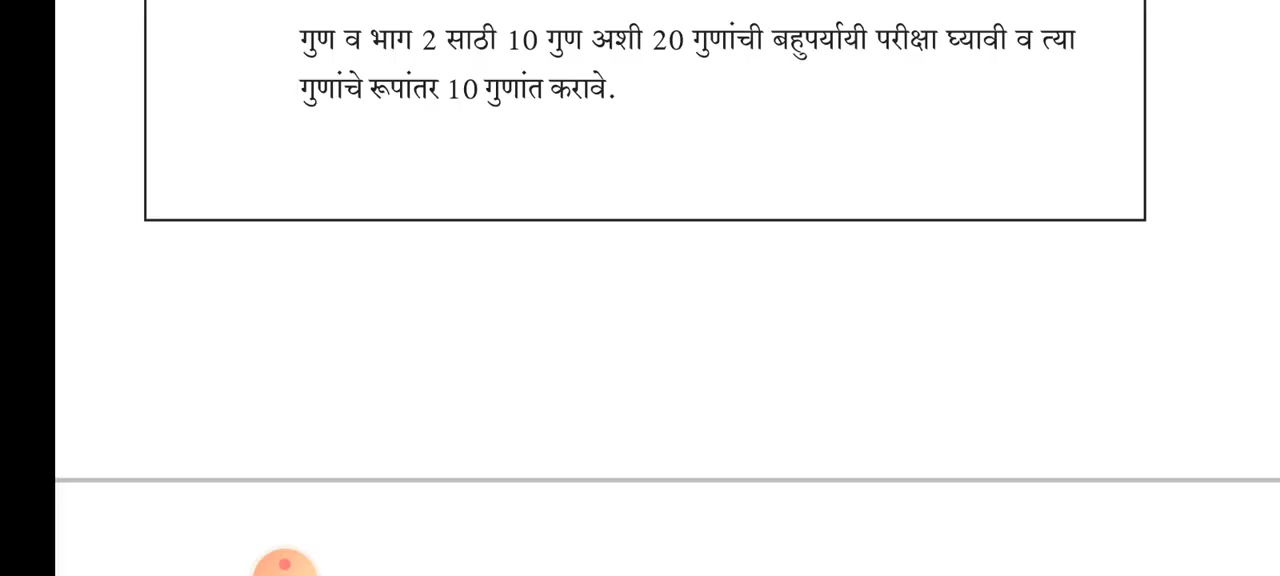 गुण व भाग 2 साठी 10 गुण अशी 20 गुणांची बहुपर्यायी परीक्षा घ्यावी व त्या
गुणांचे रूपांतर 10 गुणांत करावे.